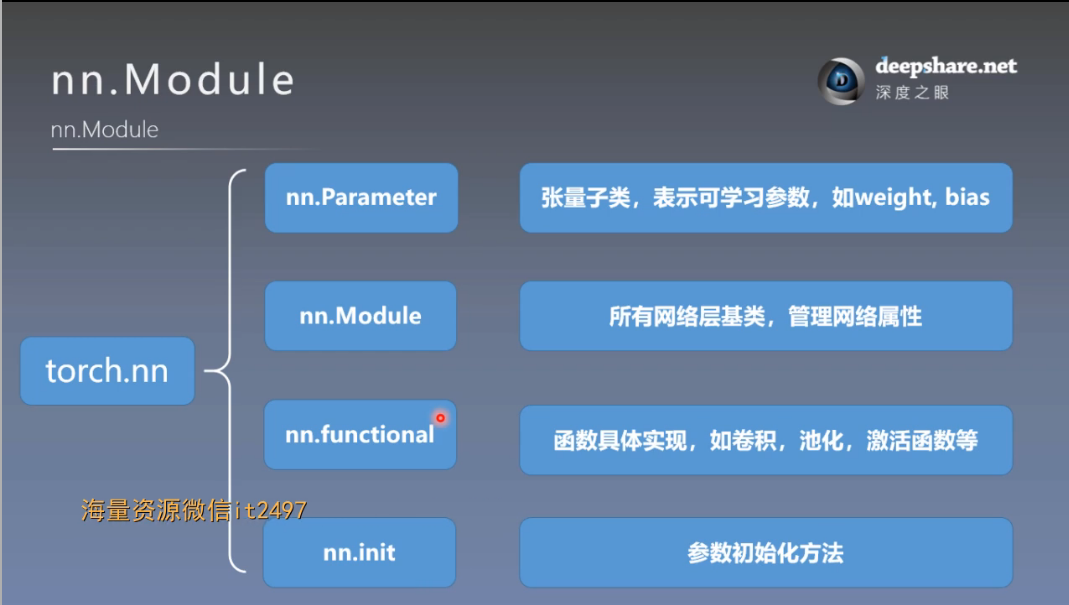 nn.Module
deepshare.net
深度之眼
nn.Module
torch.nn
nn.Parameter
张量子类，表示可学习参数，如weight, bias
nn.Module
所有网络层基类，管理网络属性
nn.functional
函数具体实现，如卷积，池化，激活函数等
海量资源微信it2497
nn.init
参数初始化方法